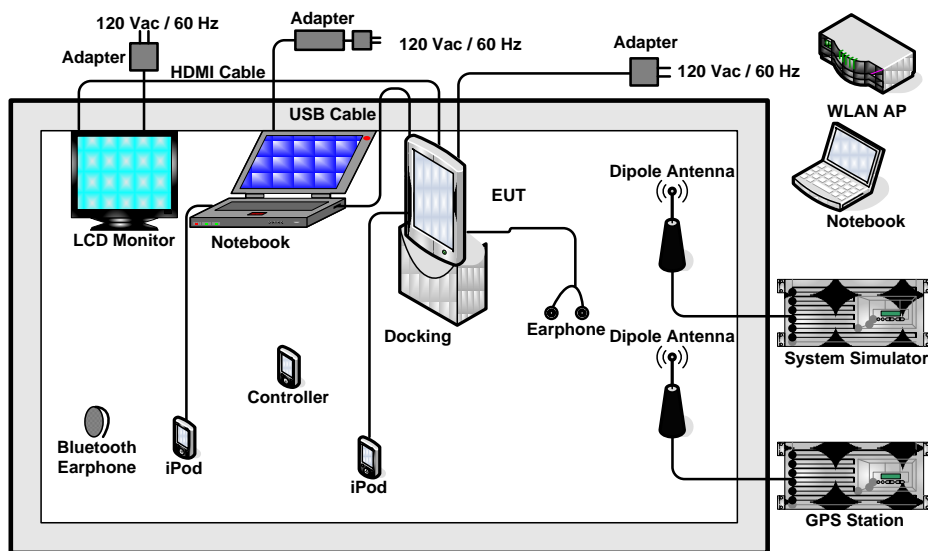 120 Vac / 60 Hz
Adapter
Adapter
120 Vac / 60 Hz
Adapter
120 Vac / 60 Hz
HDMI Cable
USB Cable
WLAN AP
Notebook
LCD Monitor
Notebook
EUT
Dipole Antenna
Docking
Earphone
Dipole Antenna
System Simulator
Controller
Bluetooth
Earphone
iPod
iPod
GPS Station